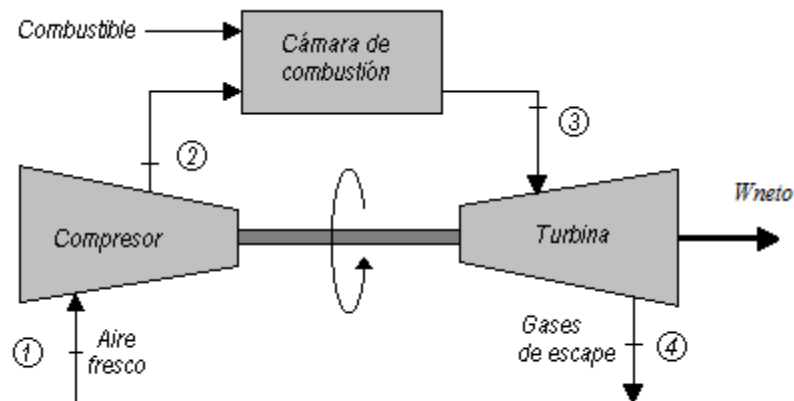 Combustible
Cámara de
combustión
3
2
Wneto
Compresor
Turbina
1
Aire
fresco
Gases
de escape
4